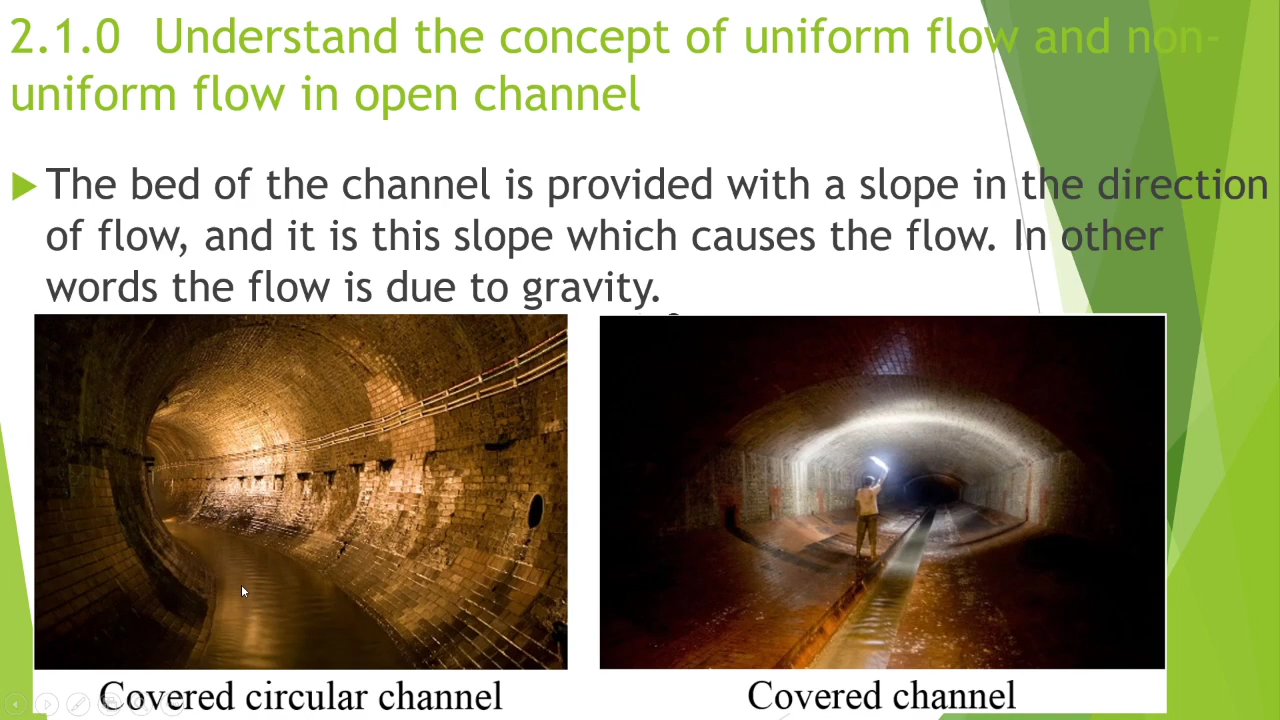 2.1.0 Understand the concept of uniform flow and non-
uniform flow in open channel
The bed of the channel is provided with a slope in the direction
of flow, and it is this slope which causes the flow. In other
words the flow is due to gravity.
Covered circular channel
Covered channel